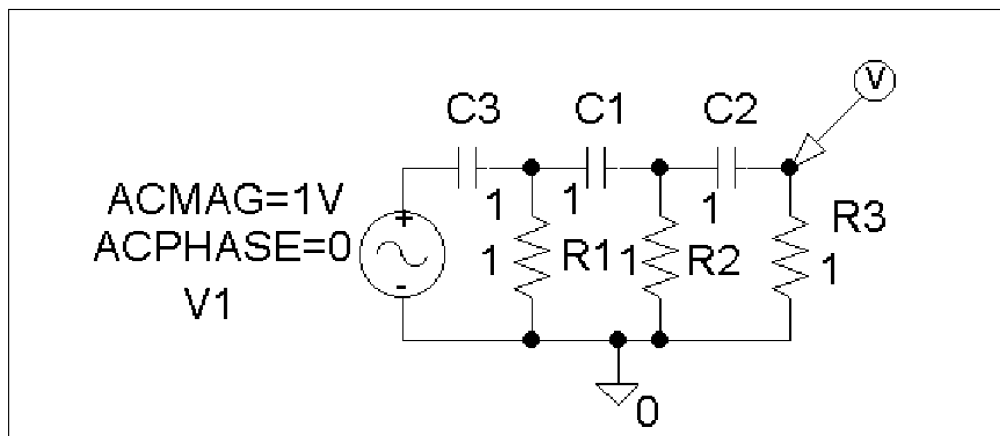 V
C3 C1 C2
ACMAG=1V
ACPHASE=0
V1
+
-
1 1 1
1 R1 1 R2 1 R3
0